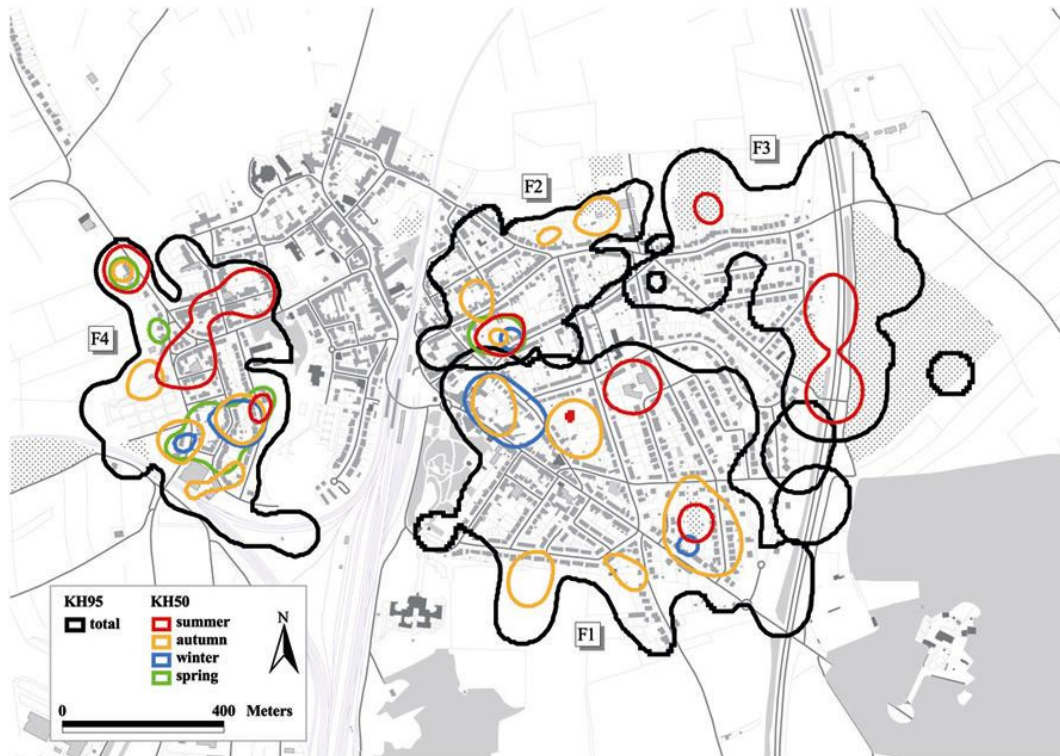 F3
F2
F4
F1
KH95 KH50
total summer
autumn
winter
spring
N
0 400 Meters